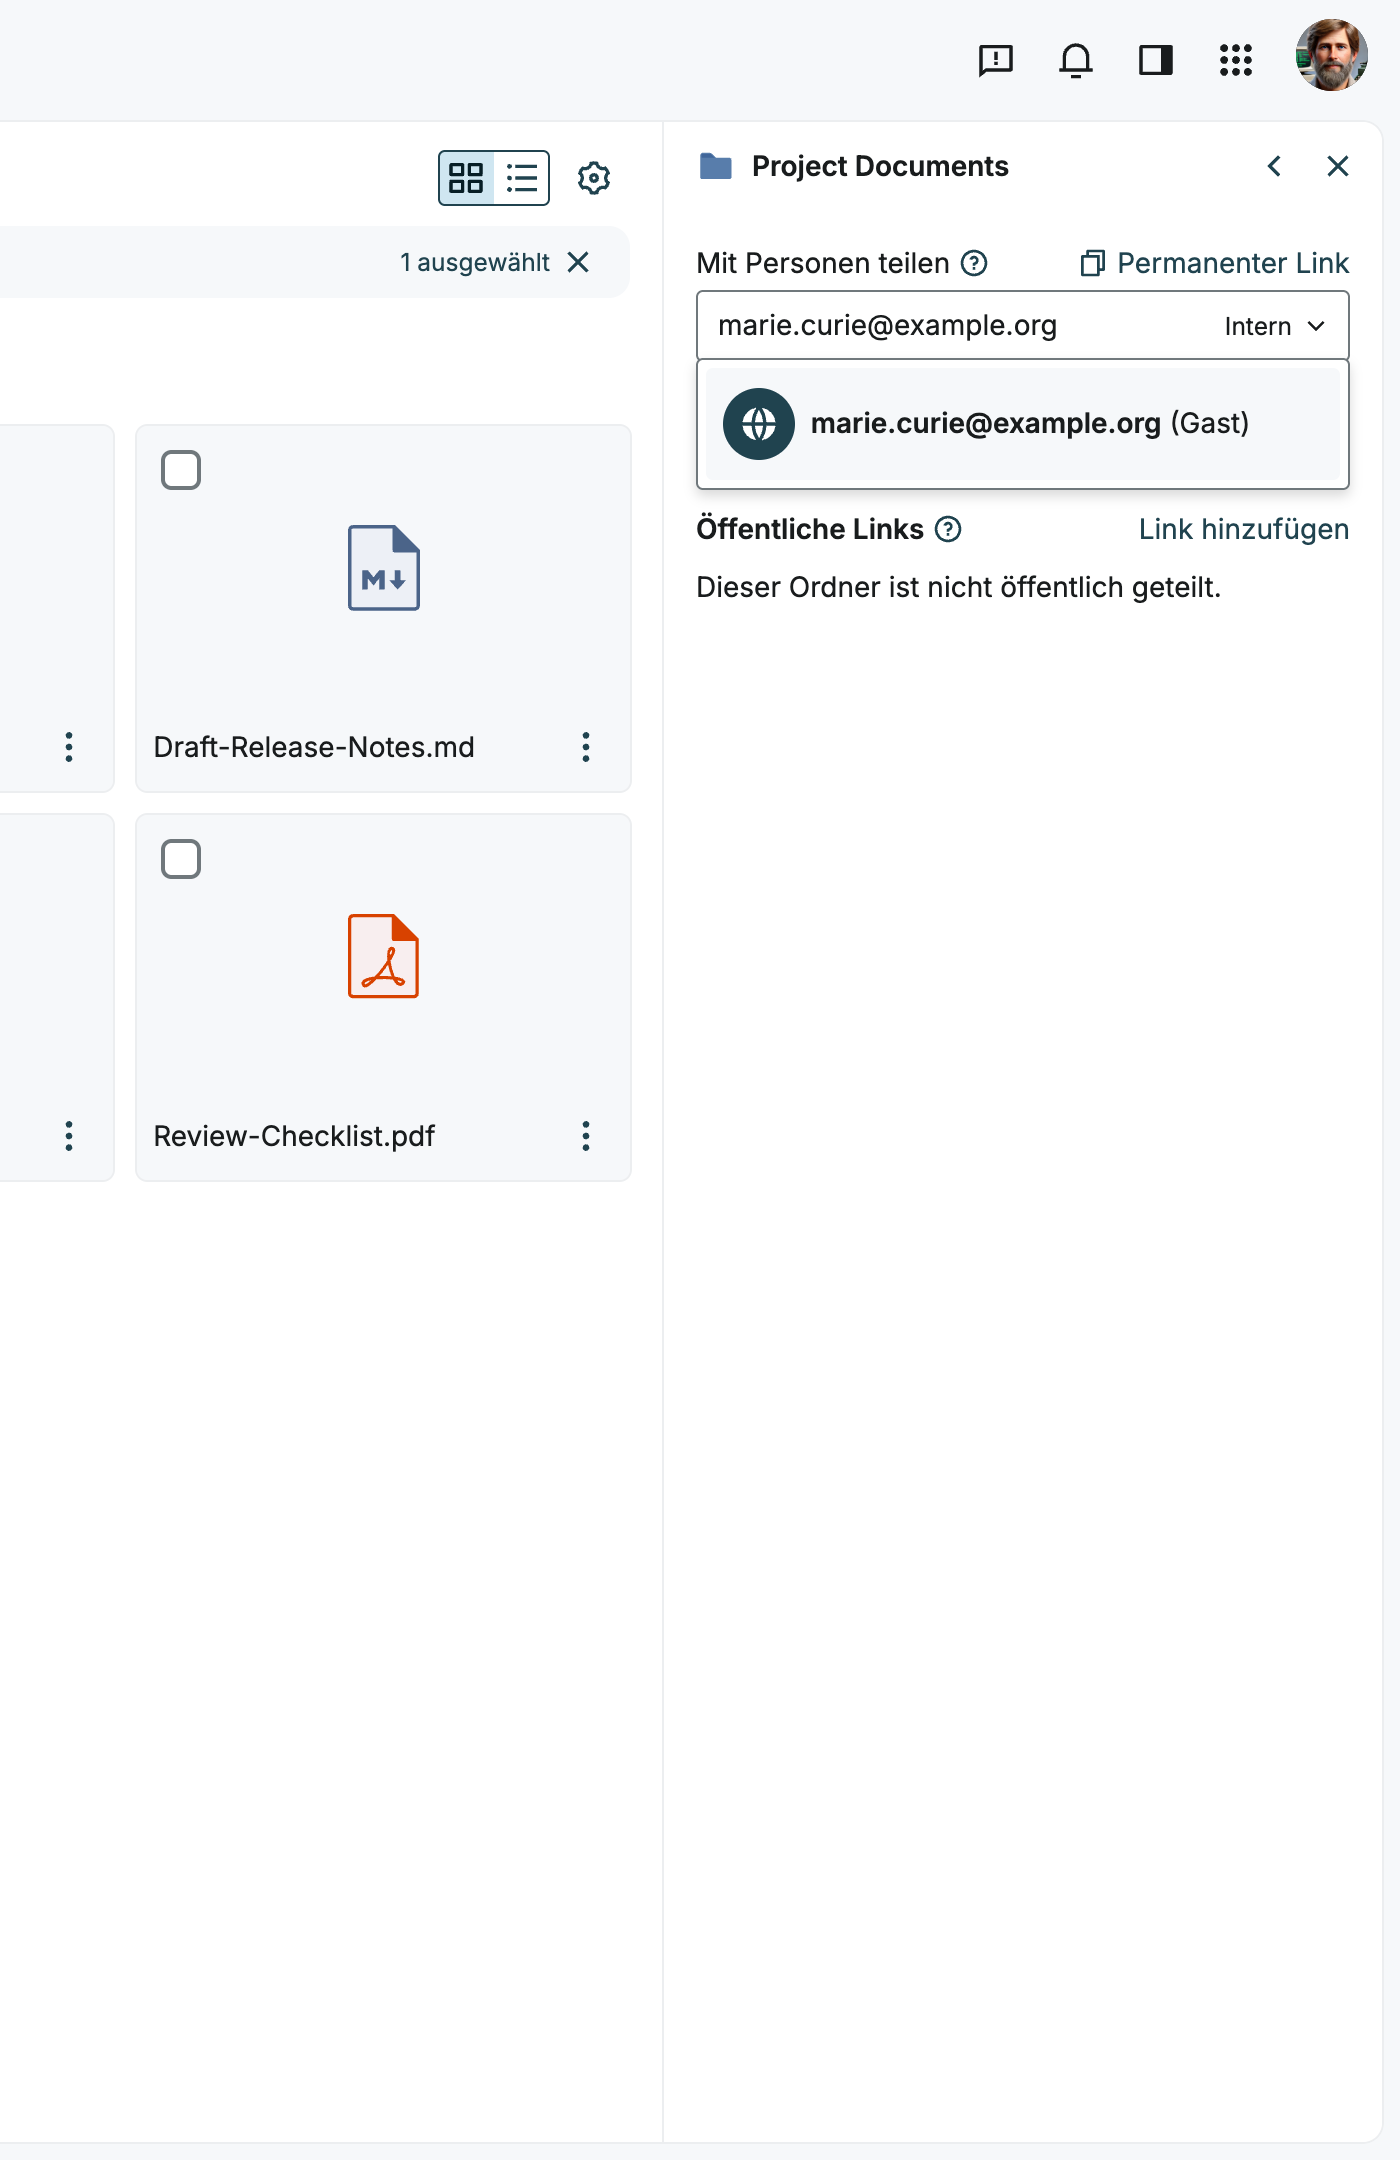 Project Documents
1 ausgewählt
Mit Personen teilen
Permanenter Link
marie.curie@example.org
Intern
marie.curie@example.org (Gast)
Öffentliche Links
Link hinzufügen
Dieser Ordner ist nicht öffentlich geteilt.
M
Draft-Release-Notes.md
Review-Checklist.pdf